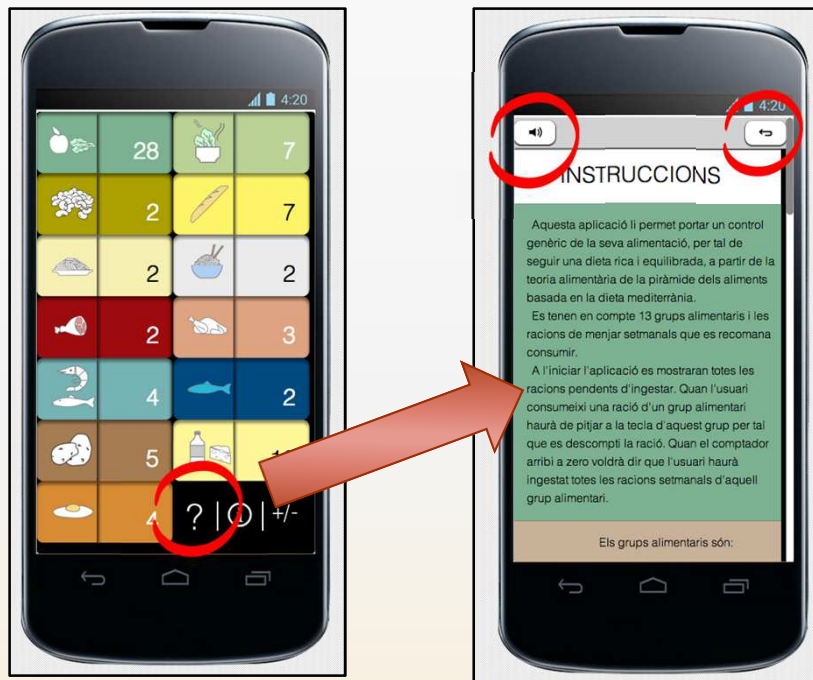 4:20
28
7
2
7
2
2
2
3
4
2
5
4
? | i | +/-
4:20
INSTRUCCIONS
Aquesta aplicació li permet portar un control
genèric de la seva alimentació, per tal de
seguir una dieta rica i equilibrada, a partir de la
teoria alimentària de la piràmide dels aliments
basada en la dieta mediterrània.
Es tenen en compte 13 grups alimentaris i les
racions de menjar setmanals que es recomana
consumir.
A l'iniciar l'aplicació es mostraran totes les
racions pendents d'ingestar. Quan l'usuari
consumeixi una ració d'un grup alimentari
haurà de pitjar a la tecla d'aquest grup per tal
que es descompti la ració. Quan el comptador
arribi a zero voldrà dir que l'usuari haurà
ingestat totes les racions setmanals d'aquell
grup alimentari.
Els grups alimentaris són: